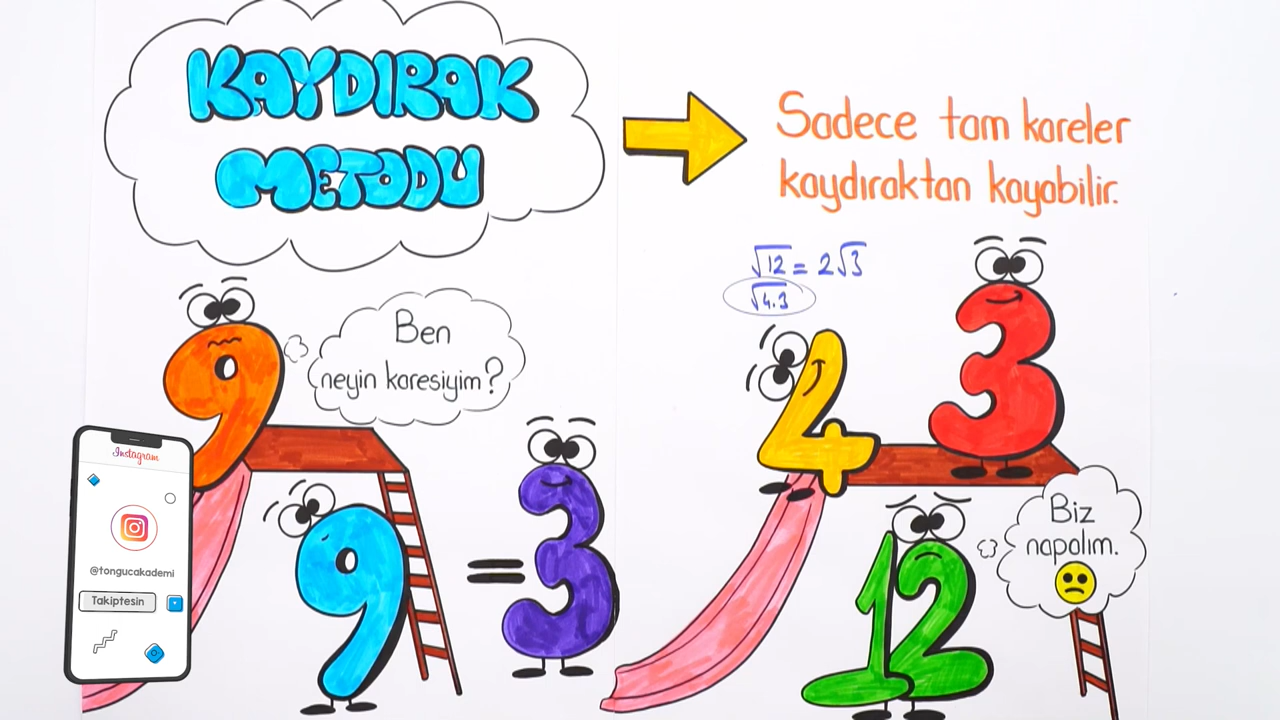 KAYDIRAK
METODU
Sadece tam kareler
kaydıraktan kayabilir.
√12 = 2√3
√4.3
Ben
neyin karesiyim?
9
9
=
3
4
3
12
Biz
napalım.
Instagram
@tongucakademi
Takiptesin